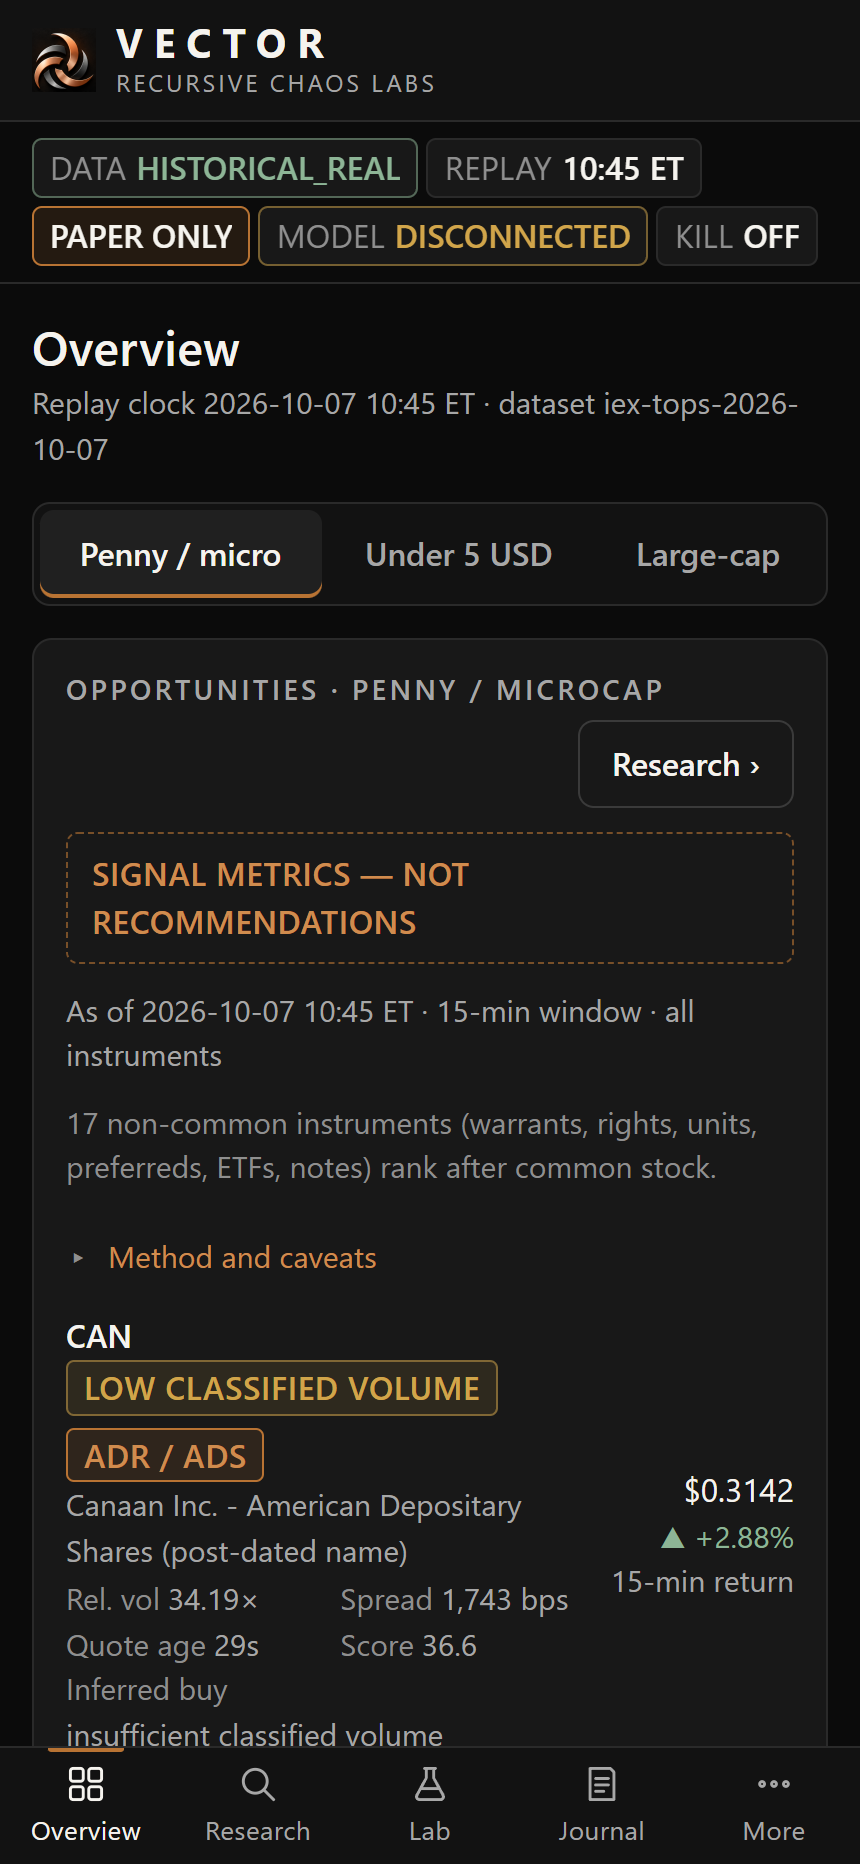 VECTOR
RECURSIVE CHAOS LABS
DATA HISTORICAL_REAL
REPLAY 10:45 ET
PAPER ONLY
MODEL DISCONNECTED
KILL OFF
Overview
Replay clock 2026-10-07 10:45 ET · dataset iex-tops-2026-
10-07
Penny / micro
Under 5 USD
Large-cap
OPPORTUNITIES · PENNY / MICROCAP
Research ›
SIGNAL METRICS — NOT
RECOMMENDATIONS
As of 2026-10-07 10:45 ET · 15-min window · all
instruments
17 non-common instruments (warrants, rights, units,
preferreds, ETFs, notes) rank after common stock.
Method and caveats
CAN
LOW CLASSIFIED VOLUME
ADR / ADS
Canaan Inc. - American Depositary
Shares (post-dated name)
$0.3142
▲ +2.88%
15-min return
Rel. vol 34.19×
Spread 1,743 bps
Quote age 29s
Score 36.6
Inferred buy
insufficient classified volume
Overview
Research
Lab
Journal
More